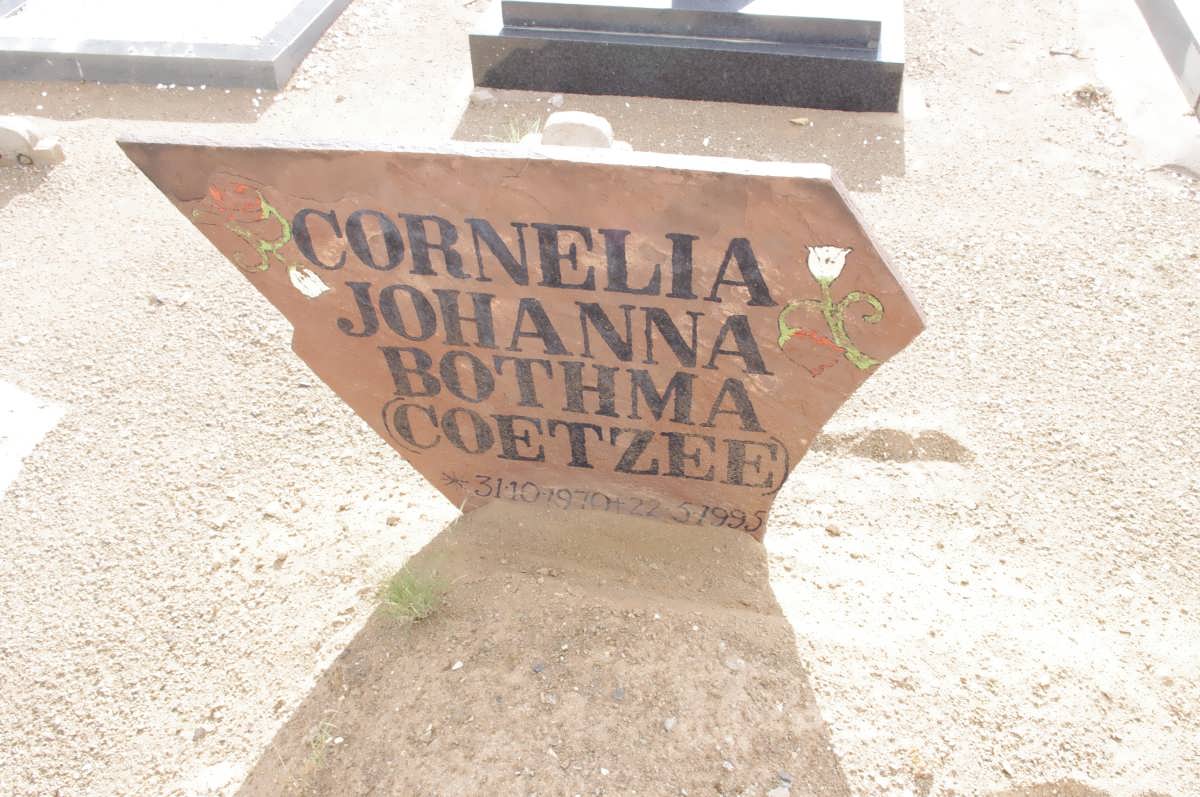 CORNELIA
JOHANNA
BOTHMA
(COETZEE)
*31·10·1970+22·5·1995